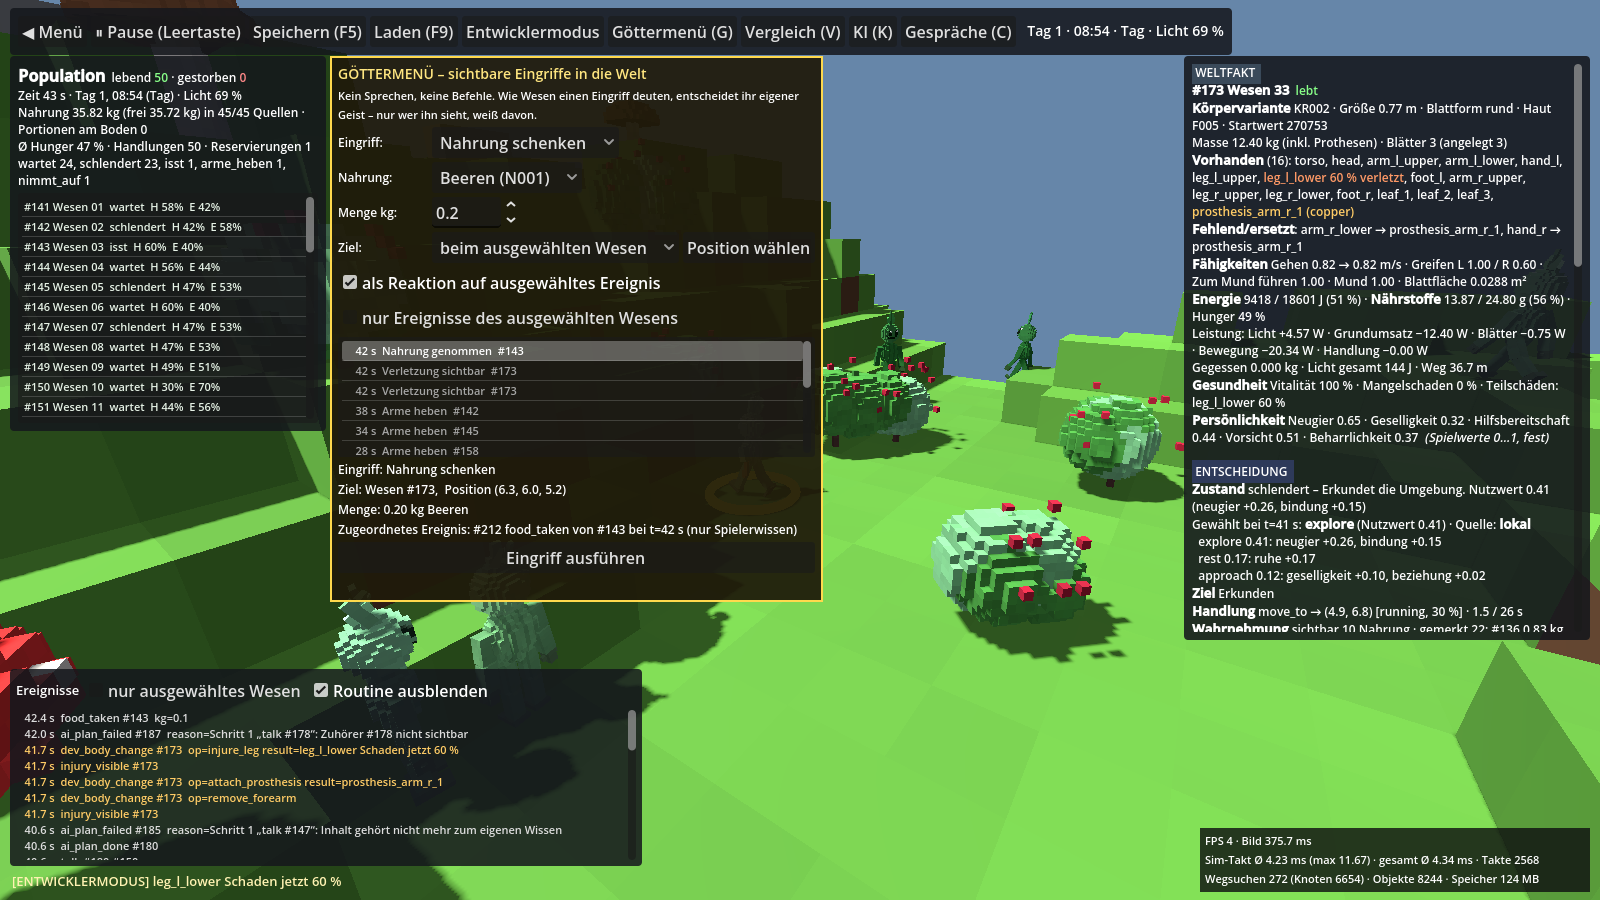 ◀ Menü ⏸ Pause (Leertaste) Speichern (F5) Laden (F9) Entwicklermodus Göttermenü (G) Vergleich (V) KI (K) Gespräche (C) Tag 1 · 08:54 · Tag · Licht 69 %
Population lebend 50 · gestorben 0
Zeit 43 s · Tag 1, 08:54 (Tag) · Licht 69 %
Nahrung 35.82 kg (frei 35.72 kg) in 45/45 Quellen ·
Portionen am Boden 0
Ø Hunger 47 % · Handlungen 50 · Reservierungen 1
wartet 24, schlendert 23, isst 1, arme_heben 1,
nimmt_auf 1
#141 Wesen 01 wartet H 58% E 42%
#142 Wesen 02 schlendert H 42% E 58%
#143 Wesen 03 isst H 60% E 40%
#144 Wesen 04 wartet H 56% E 44%
#145 Wesen 05 schlendert H 47% E 53%
#146 Wesen 06 wartet H 60% E 40%
#147 Wesen 07 schlendert H 47% E 53%
#148 Wesen 08 wartet H 47% E 53%
#149 Wesen 09 wartet H 49% E 51%
#150 Wesen 10 wartet H 30% E 70%
#151 Wesen 11 wartet H 44% E 56%
GÖTTERMENÜ – sichtbare Eingriffe in die Welt
Kein Sprechen, keine Befehle. Wie Wesen einen Eingriff deuten, entscheidet ihr eigener
Geist – nur wer ihn sieht, weiß davon.
Eingriff: Nahrung schenken
Nahrung: Beeren (N001)
Menge kg: 0.2
Ziel: beim ausgewählten Wesen Position wählen
als Reaktion auf ausgewähltes Ereignis
nur Ereignisse des ausgewählten Wesens
42 s Nahrung genommen #143
42 s Verletzung sichtbar #173
42 s Verletzung sichtbar #173
38 s Arme heben #142
34 s Arme heben #145
28 s Arme heben #158
Eingriff: Nahrung schenken
Ziel: Wesen #173, Position (6.3, 6.0, 5.2)
Menge: 0.20 kg Beeren
Zugeordnetes Ereignis: #212 food_taken von #143 bei t=42 s (nur Spielerwissen)
Eingriff ausführen
WELTFAKT
#173 Wesen 33 lebt
Körpervariante KR002 · Größe 0.77 m · Blattform rund · Haut
F005 · Startwert 270753
Masse 12.40 kg (inkl. Prothesen) · Blätter 3 (angelegt 3)
Vorhanden (16): torso, head, arm_l_upper, arm_l_lower, hand_l,
leg_l_upper, leg_l_lower 60 % verletzt, foot_l, arm_r_upper,
leg_r_upper, leg_r_lower, foot_r, leaf_1, leaf_2, leaf_3,
prosthesis_arm_r_1 (copper)
Fehlend/ersetzt: arm_r_lower → prosthesis_arm_r_1, hand_r →
prosthesis_arm_r_1
Fähigkeiten Gehen 0.82 → 0.82 m/s · Greifen L 1.00 / R 0.60 ·
Zum Mund führen 1.00 · Mund 1.00 · Blattfläche 0.0288 m²
Energie 9418 / 18601 J (51 %) · Nährstoffe 13.87 / 24.80 g (56 %) ·
Hunger 49 %
Leistung: Licht +4.57 W · Grundumsatz −12.40 W · Blätter −0.75 W
· Bewegung −20.34 W · Handlung −0.00 W
Gegessen 0.000 kg · Licht gesamt 144 J · Weg 36.7 m
Gesundheit Vitalität 100 % · Mangelschaden 0 % · Teilschäden:
leg_l_lower 60 %
Persönlichkeit Neugier 0.65 · Geselligkeit 0.32 · Hilfsbereitschaft
0.44 · Vorsicht 0.51 · Beharrlichkeit 0.37 (Spielwerte 0…1, fest)
ENTSCHEIDUNG
Zustand schlendert – Erkundet die Umgebung. Nutzwert 0.41
(neugier +0.26, bindung +0.15)
Gewählt bei t=41 s: explore (Nutzwert 0.41) · Quelle: lokal
explore 0.41: neugier +0.26, bindung +0.15
rest 0.17: ruhe +0.17
approach 0.12: geselligkeit +0.10, beziehung +0.02
Ziel Erkunden
Handlung move_to → (4.9, 6.8) [running, 30 %] · 1.5 / 26 s
Wahrnehmung sichtbar 10 Nahrung · gemerkt 22: #136 0.83 kg
Ereignisse nur ausgewähltes Wesen Routine ausblenden
42.4 s food_taken #143 kg=0.1
42.0 s ai_plan_failed #187 reason=Schritt 1 „talk #178“: Zuhörer #178 nicht sichtbar
41.7 s dev_body_change #173 op=injure_leg result=leg_l_lower Schaden jetzt 60 %
41.7 s injury_visible #173
41.7 s dev_body_change #173 op=attach_prosthesis result=prosthesis_arm_r_1
41.7 s dev_body_change #173 op=remove_forearm
41.7 s injury_visible #173
40.6 s ai_plan_failed #185 reason=Schritt 1 „talk #147“: Inhalt gehört nicht mehr zum eigenen Wissen
40.6 s ai_plan_done #180
[ENTWICKLERMODUS] leg_l_lower Schaden jetzt 60 %
FPS 4 · Bild 375.7 ms
Sim-Takt Ø 4.23 ms (max 11.67) · gesamt Ø 4.34 ms · Takte 2568
Wegsuchen 272 (Knoten 6654) · Objekte 8244 · Speicher 124 MB